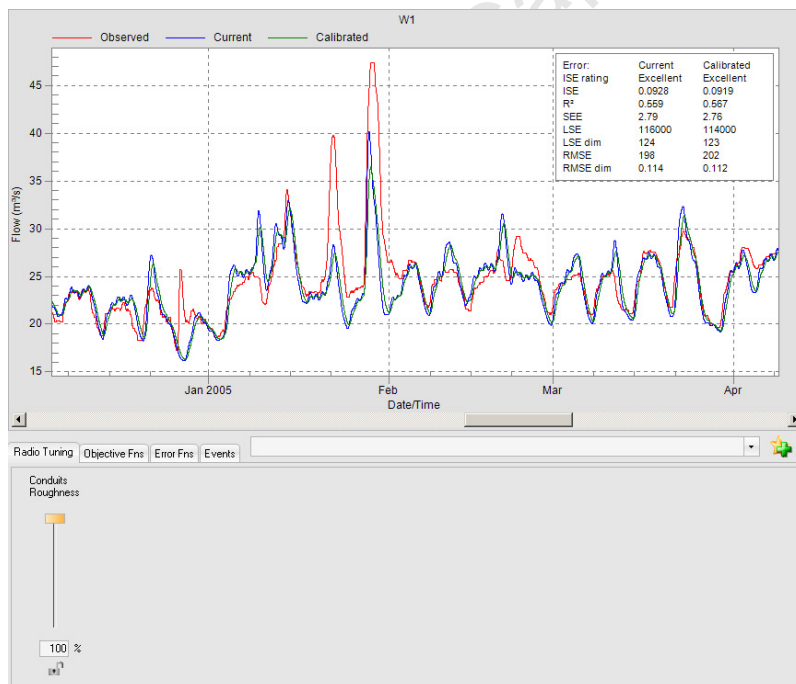 W1
Observed Current Calibrated
Error: Current Calibrated
ISE rating Excellent Excellent
ISE 0.0928 0.0919
R² 0.559 0.567
SEE 2.79 2.76
LSE 116000 114000
LSE dim 124 123
RMSE 198 202
RMSE dim 0.114 0.112
Flow (m³/s)
45
40
35
30
25
20
15
Jan 2005 Feb Mar Apr
Date/Time
Radio Tuning Objective Fns Error Fns Events
Conduits
Roughness
100 %